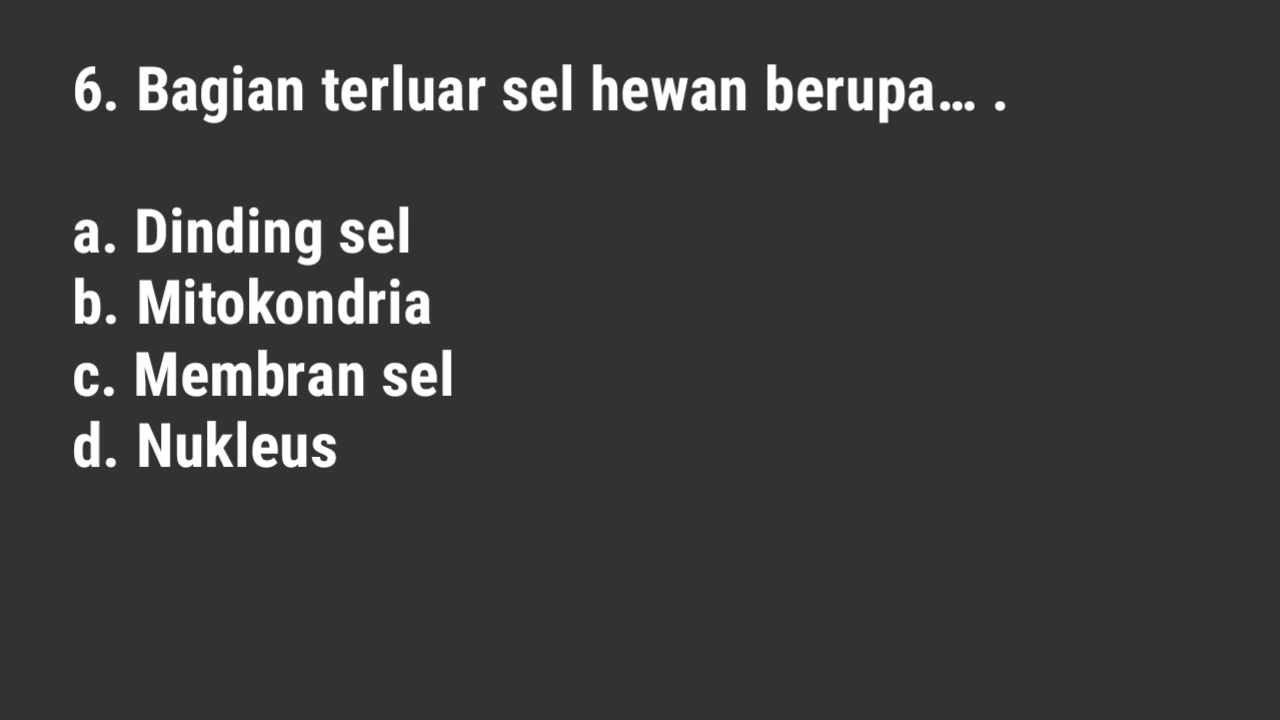 6. Bagian terluar sel hewan berupa... .
a. Dinding sel
b. Mitokondria
c. Membran sel
d. Nukleus